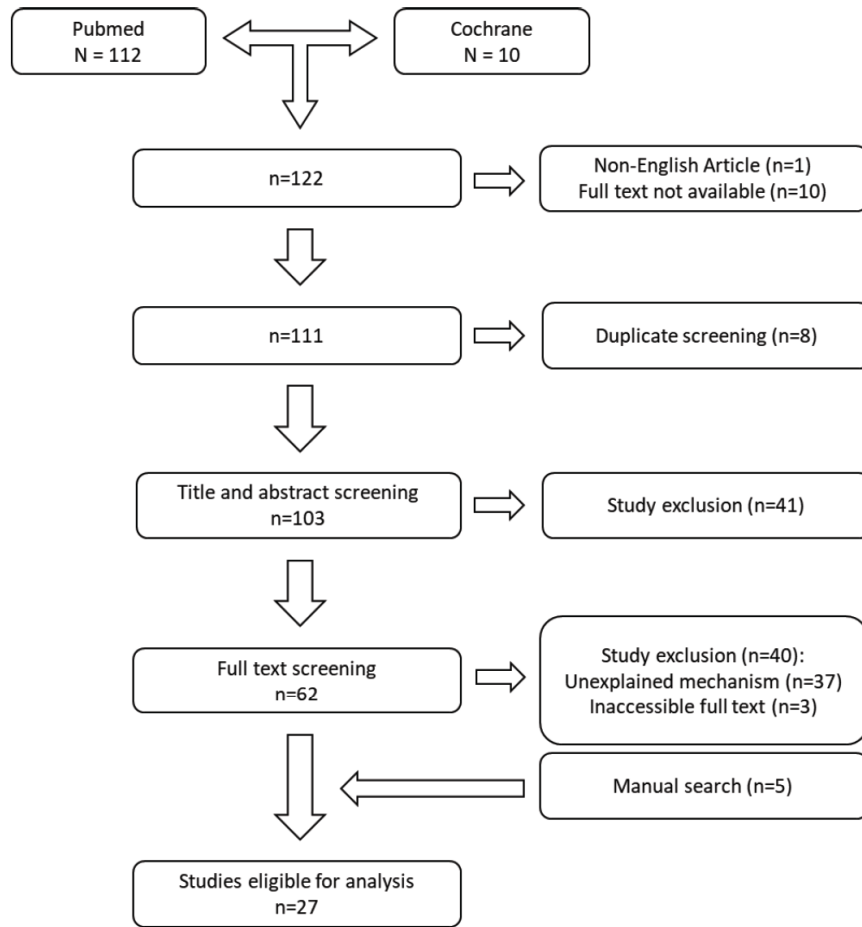 Pubmed
N = 112
Cochrane
N = 10
n=122
Non-English Article (n=1)
Full text not available (n=10)
n=111
Duplicate screening (n=8)
Title and abstract screening
n=103
Study exclusion (n=41)
Full text screening
n=62
Study exclusion (n=40):
Unexplained mechanism (n=37)
Inaccessible full text (n=3)
Manual search (n=5)
Studies eligible for analysis
n=27